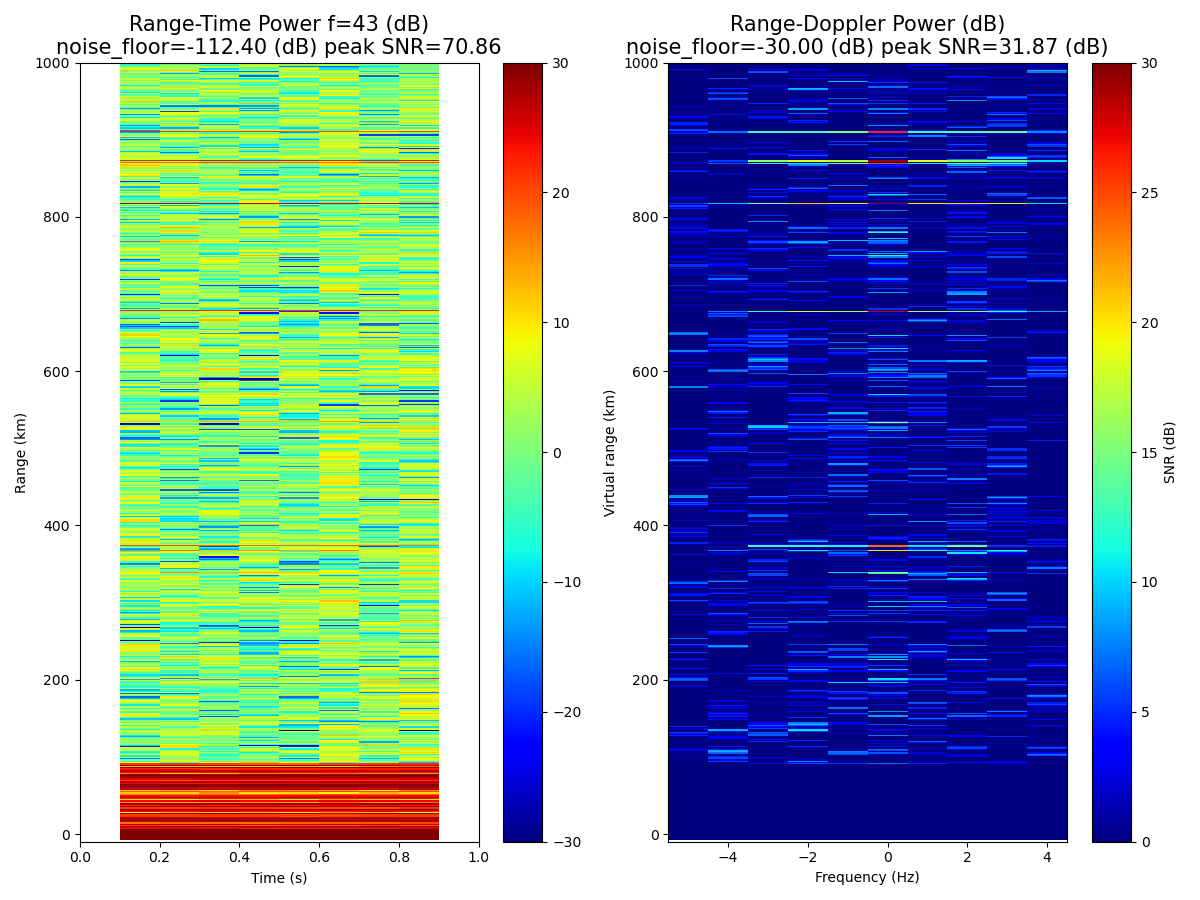 Range-Time Power f=43 (dB)
noise_floor=-112.40 (dB) peak SNR=70.86
1000
800
600
400
200
0
Range (km)
0.0 0.2 0.4 0.6 0.8 1.0
Time (s)
30
20
10
0
−10
−20
−30
Range-Doppler Power (dB)
noise_floor=-30.00 (dB) peak SNR=31.87 (dB)
1000
800
600
400
200
0
Virtual range (km)
−4 −2 0 2 4
Frequency (Hz)
30
25
20
15
10
5
0
SNR (dB)